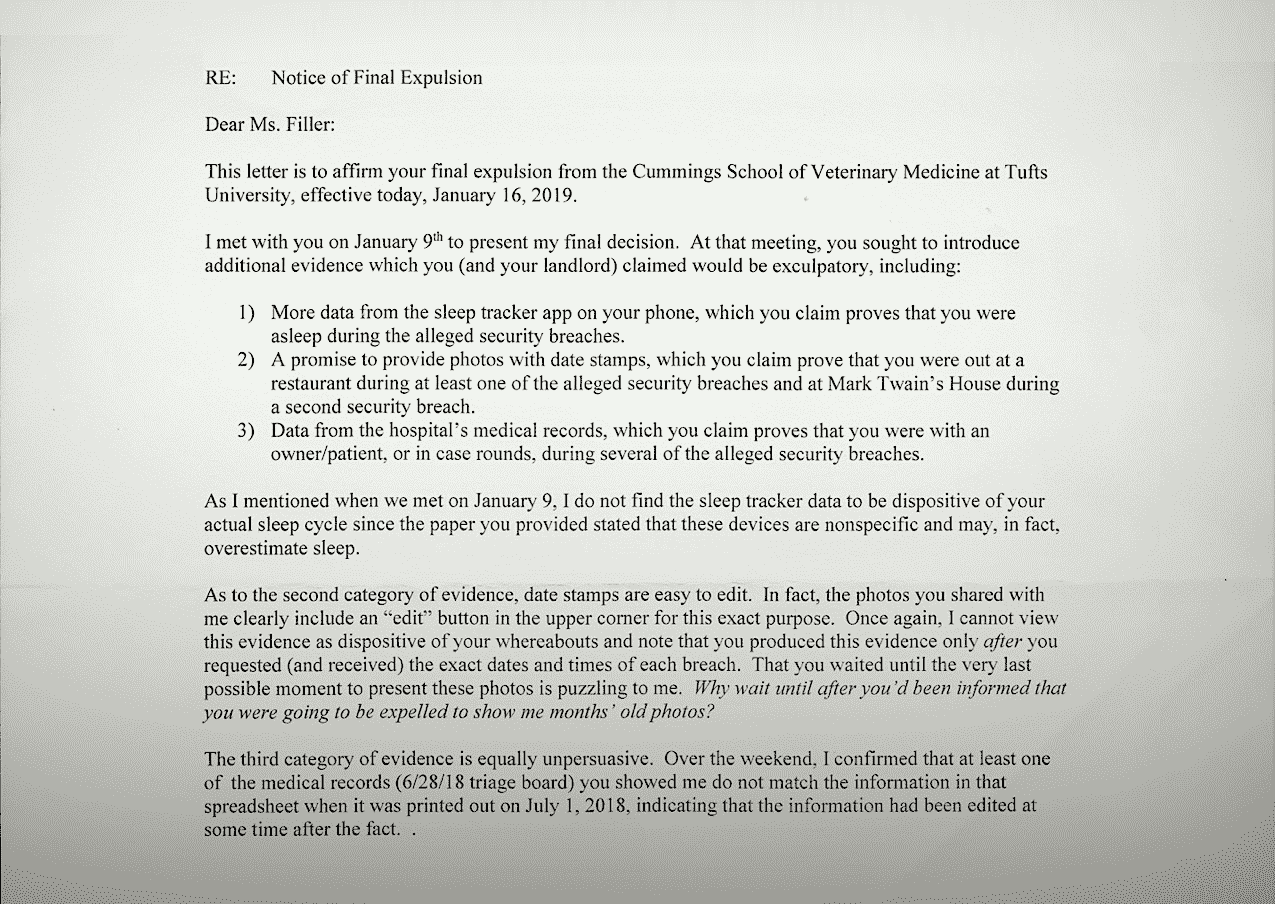 RE: Notice of Final Expulsion
Dear Ms. Filler:
This letter is to affirm your final expulsion from the Cummings School of Veterinary Medicine at Tufts
University, effective today, January 16, 2019.
I met with you on January 9th to present my final decision. At that meeting, you sought to introduce
additional evidence which you (and your landlord) claimed would be exculpatory, including:
1) More data from the sleep tracker app on your phone, which you claim proves that you were
asleep during the alleged security breaches.
2) A promise to provide photos with date stamps, which you claim prove that you were out at a
restaurant during at least one of the alleged security breaches and at Mark Twain's House during
a second security breach.
3) Data from the hospital's medical records, which you claim proves that you were with an
owner/patient, or in case rounds, during several of the alleged security breaches.
As I mentioned when we met on January 9, I do not find the sleep tracker data to be dispositive of your
actual sleep cycle since the paper you provided stated that these devices are nonspecific and may, in fact,
overestimate sleep.
As to the second category of evidence, date stamps are easy to edit. In fact, the photos you shared with
me clearly include an "edit" button in the upper corner for this exact purpose. Once again, I cannot view
this evidence as dispositive of your whereabouts and note that you produced this evidence only after you
requested (and received) the exact dates and times of each breach. That you waited until the very last
possible moment to present these photos is puzzling to me. Why wait until after you'd been informed that
you were going to be expelled to show me months' old photos?
The third category of evidence is equally unpersuasive. Over the weekend, I confirmed that at least one
of the medical records (6/28/18 triage board) you showed me do not match the information in that
spreadsheet when it was printed out on July 1, 2018, indicating that the information had been edited at
some time after the fact. .